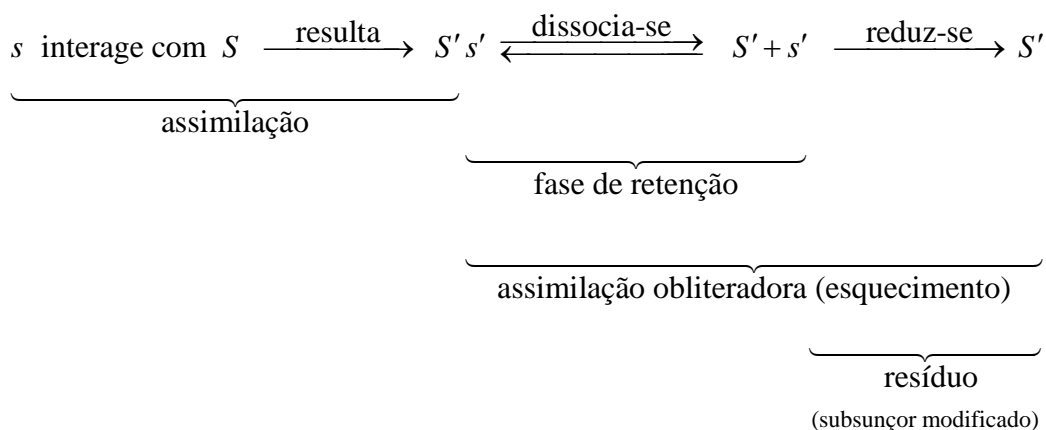 s interage com S resulta S′s′ dissocia-se S′ + s′ reduz-se S′
assimilação
fase de retenção
assimilação obliteradora (esquecimento)
resíduo
(subsunçor modificado)